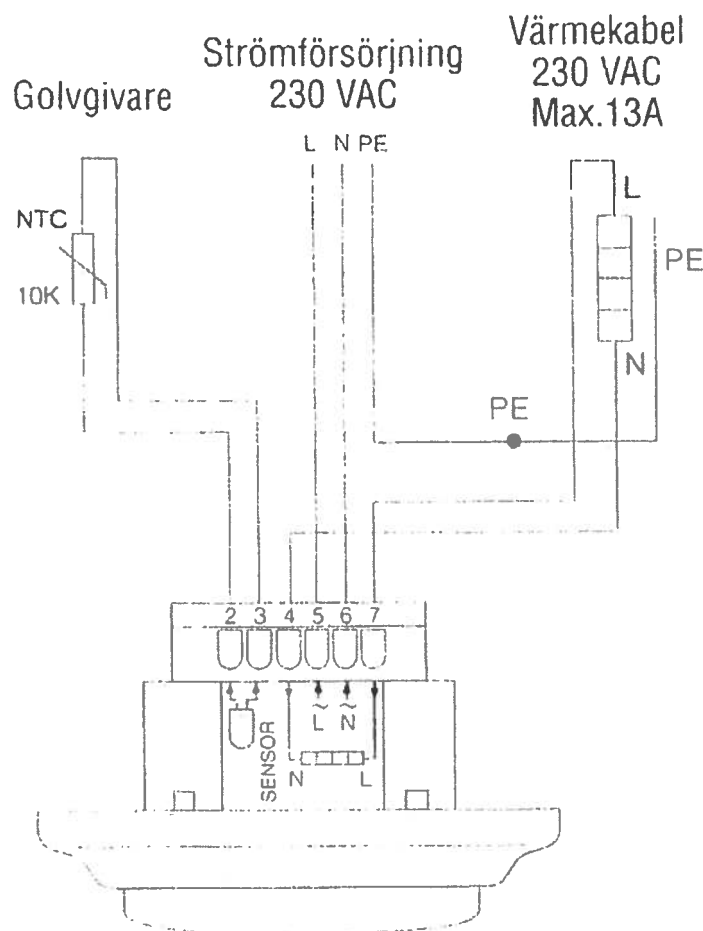 Golvgivare
Strömförsörjning
230 VAC
Värmekabel
230 VAC
Max.13A
L N PE
NTC
10K
L
PE
N
PE
2 3 4 5 6 7
SENSOR
~ ~
L N
N L